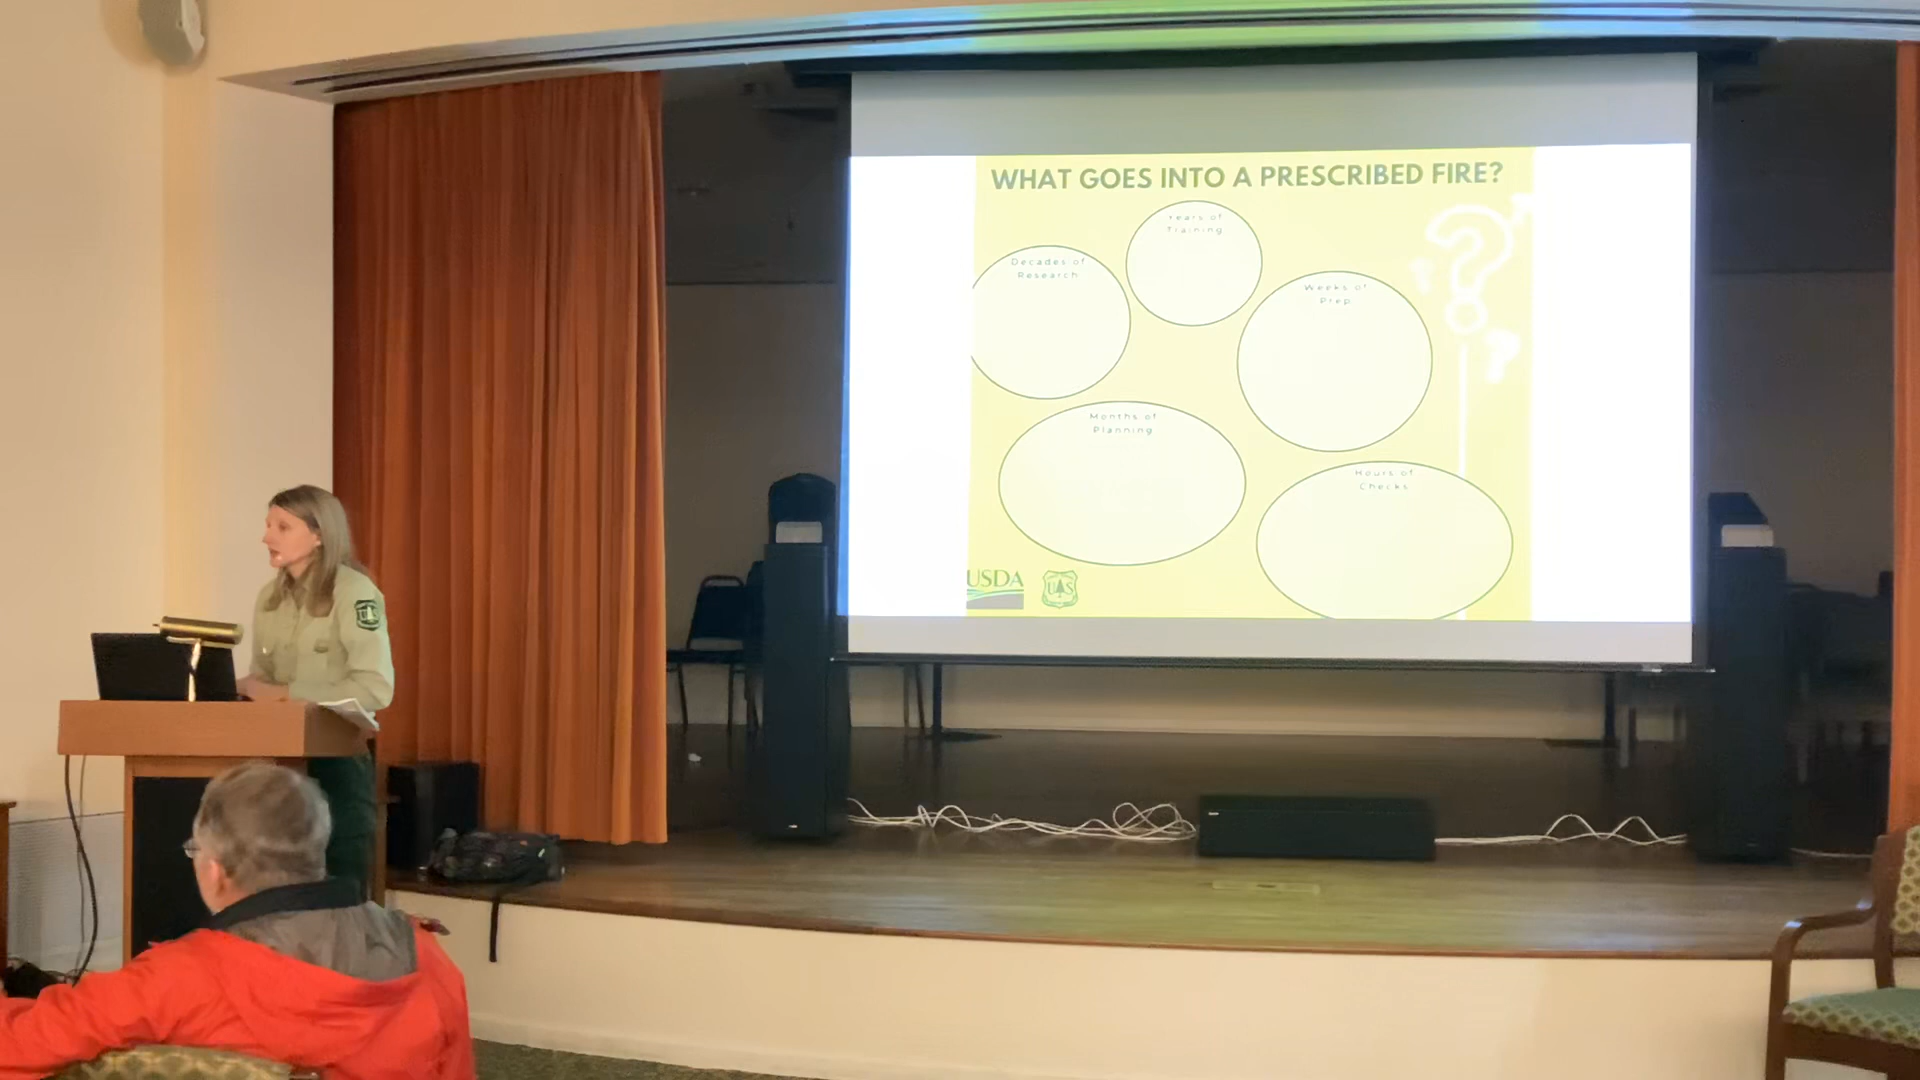 WHAT GOES INTO A PRESCRIBED FIRE?
Years of
Training
Decades of
Research
Weeks of
Prep
Months of
Planning
Hours of
Checks
USDA
U S
U S